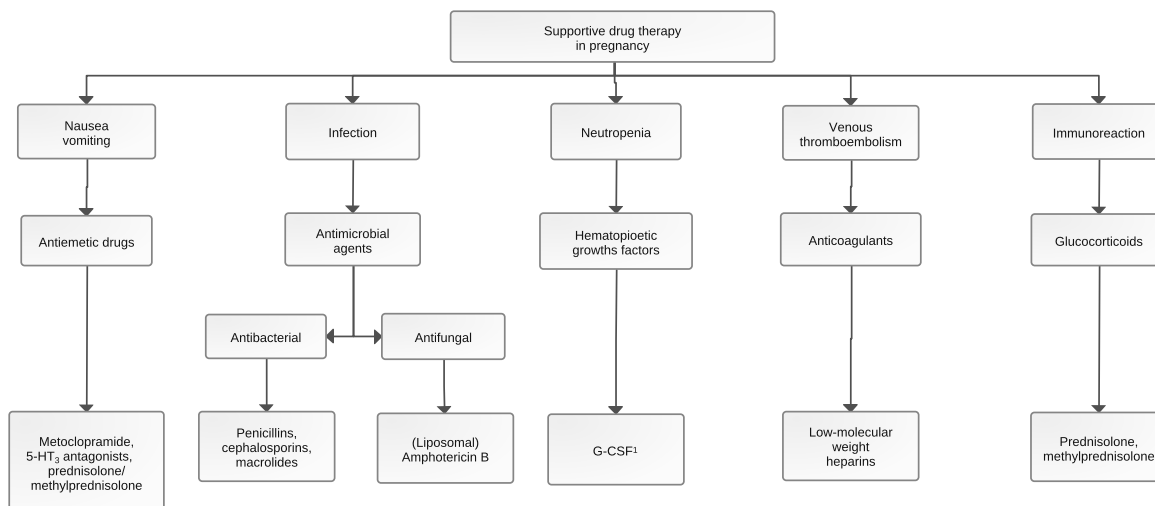 Supportive drug therapy
in pregnancy
Nausea
vomiting
Infection
Neutropenia
Venous
thromboembolism
Immunoreaction
Antiemetic drugs
Antimicrobial
agents
Hematopioetic
growths factors
Anticoagulants
Glucocorticoids
Antibacterial
Antifungal
Metoclopramide,
5-HT₃ antagonists,
prednisolone/
methylprednisolone
Penicillins,
cephalosporins,
macrolides
(Liposomal)
Amphotericin B
G-CSF¹
Low-molecular
weight
heparins
Prednisolone,
methylprednisolone